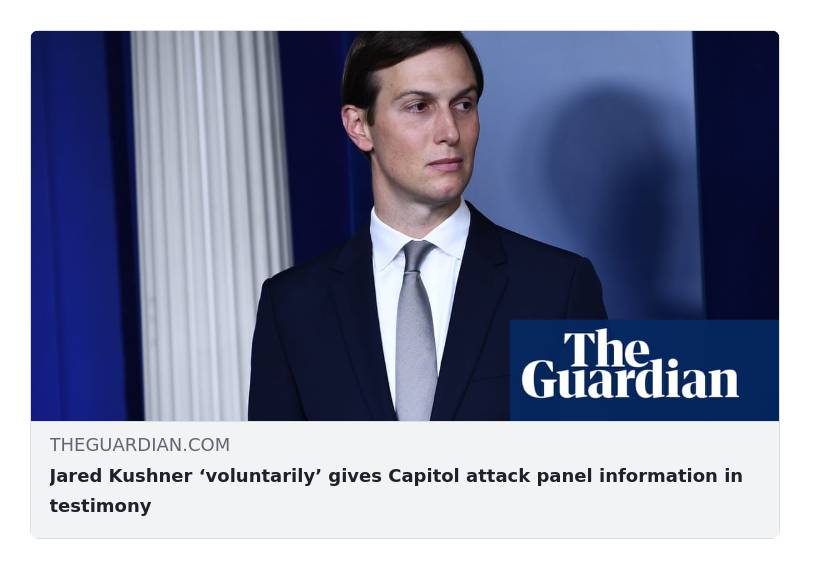 The
Guardian
THEGUARDIAN.COM
Jared Kushner ‘voluntarily’ gives Capitol attack panel information in
testimony